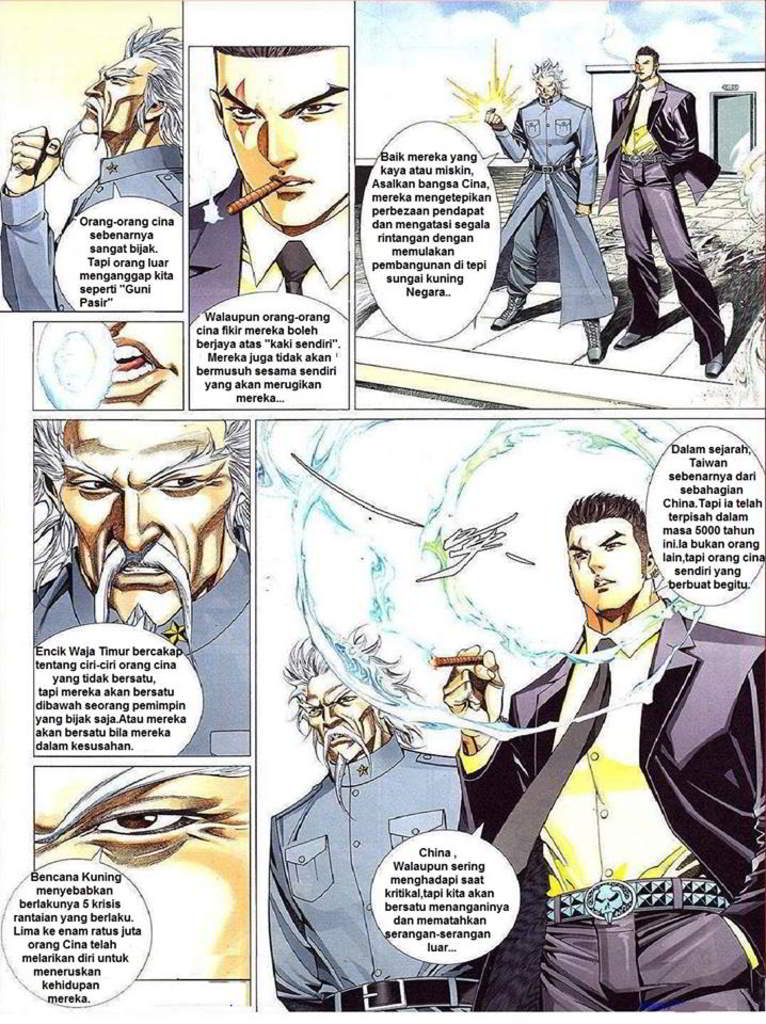 Orang-orang cina
sebenarnya
sangat bijak.
Tapi orang luar
menganggap kita
seperti "Guni
Pasir"
Walaupun orang-orang
cina fikir mereka boleh
berjaya atas "kaki sendiri".
Mereka juga tidak akan
bermusuh sesama sendiri
yang akan merugikan
mereka...
Baik mereka yang
kaya atau miskin,
Asalkan bangsa Cina,
mereka mengetepikan
perbezaan pendapat
dan mengatasi segala
rintangan dengan
memulakan
pembangunan di tepi
sungai kuning
Negara..
Encik Waja Timur bercakap
tentang ciri-ciri orang cina
yang tidak bersatu,
tapi mereka akan bersatu
dibawah seorang pemimpin
yang bijak saja.Atau mereka
akan bersatu bila mereka
dalam kesusahan.
Dalam sejarah,
Taiwan
sebenarnya dari
sebahagian
China.Tapi ia telah
terpisah dalam
masa 5000 tahun
ini.Ia bukan orang
lain,tapi orang cina
sendiri yang
berbuat begitu.
Bencana Kuning
menyebabkan
berlakunya 5 krisis
rantaian yang berlaku.
Lima ke enam ratus juta
orang Cina telah
melarikan diri untuk
meneruskan
kehidupan
mereka.
China ,
Walaupun sering
menghadapi saat
kritikal,tapi kita akan
bersatu menanganinya
dan mematahkan
serangan-serangan
luar...